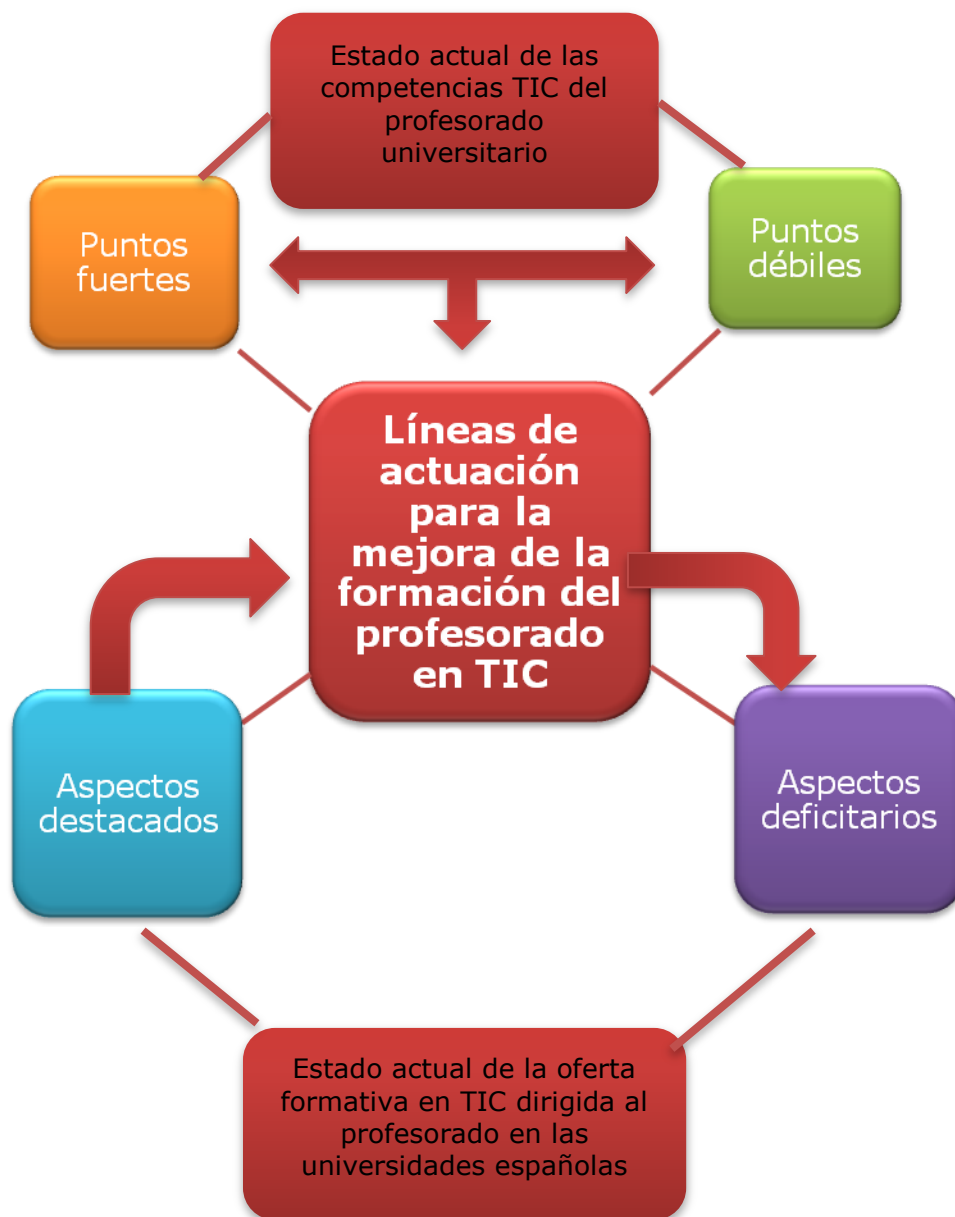 Estado actual de las
competencias TIC del
profesorado
universitario
Puntos
fuertes
Puntos
débiles
Líneas de
actuación
para la
mejora de la
formación del
profesorado
en TIC
Aspectos
destacados
Aspectos
deficitarios
Estado actual de la oferta
formativa en TIC dirigida al
profesorado en las
universidades españolas